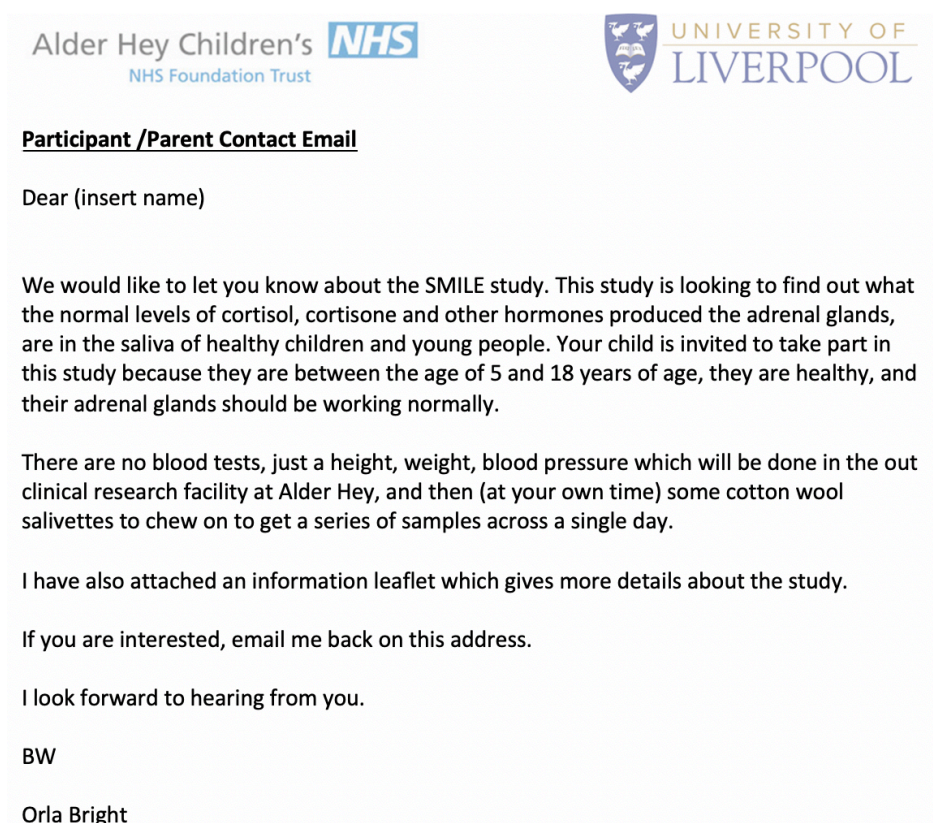 Alder Hey Children's NHS
NHS Foundation Trust
UNIVERSITY OF
LIVERPOOL
Participant /Parent Contact Email
Dear (insert name)
We would like to let you know about the SMILE study. This study is looking to find out what
the normal levels of cortisol, cortisone and other hormones produced the adrenal glands,
are in the saliva of healthy children and young people. Your child is invited to take part in
this study because they are between the age of 5 and 18 years of age, they are healthy, and
their adrenal glands should be working normally.
There are no blood tests, just a height, weight, blood pressure which will be done in the out
clinical research facility at Alder Hey, and then (at your own time) some cotton wool
salivettes to chew on to get a series of samples across a single day.
I have also attached an information leaflet which gives more details about the study.
If you are interested, email me back on this address.
I look forward to hearing from you.
BW
Orla Bright